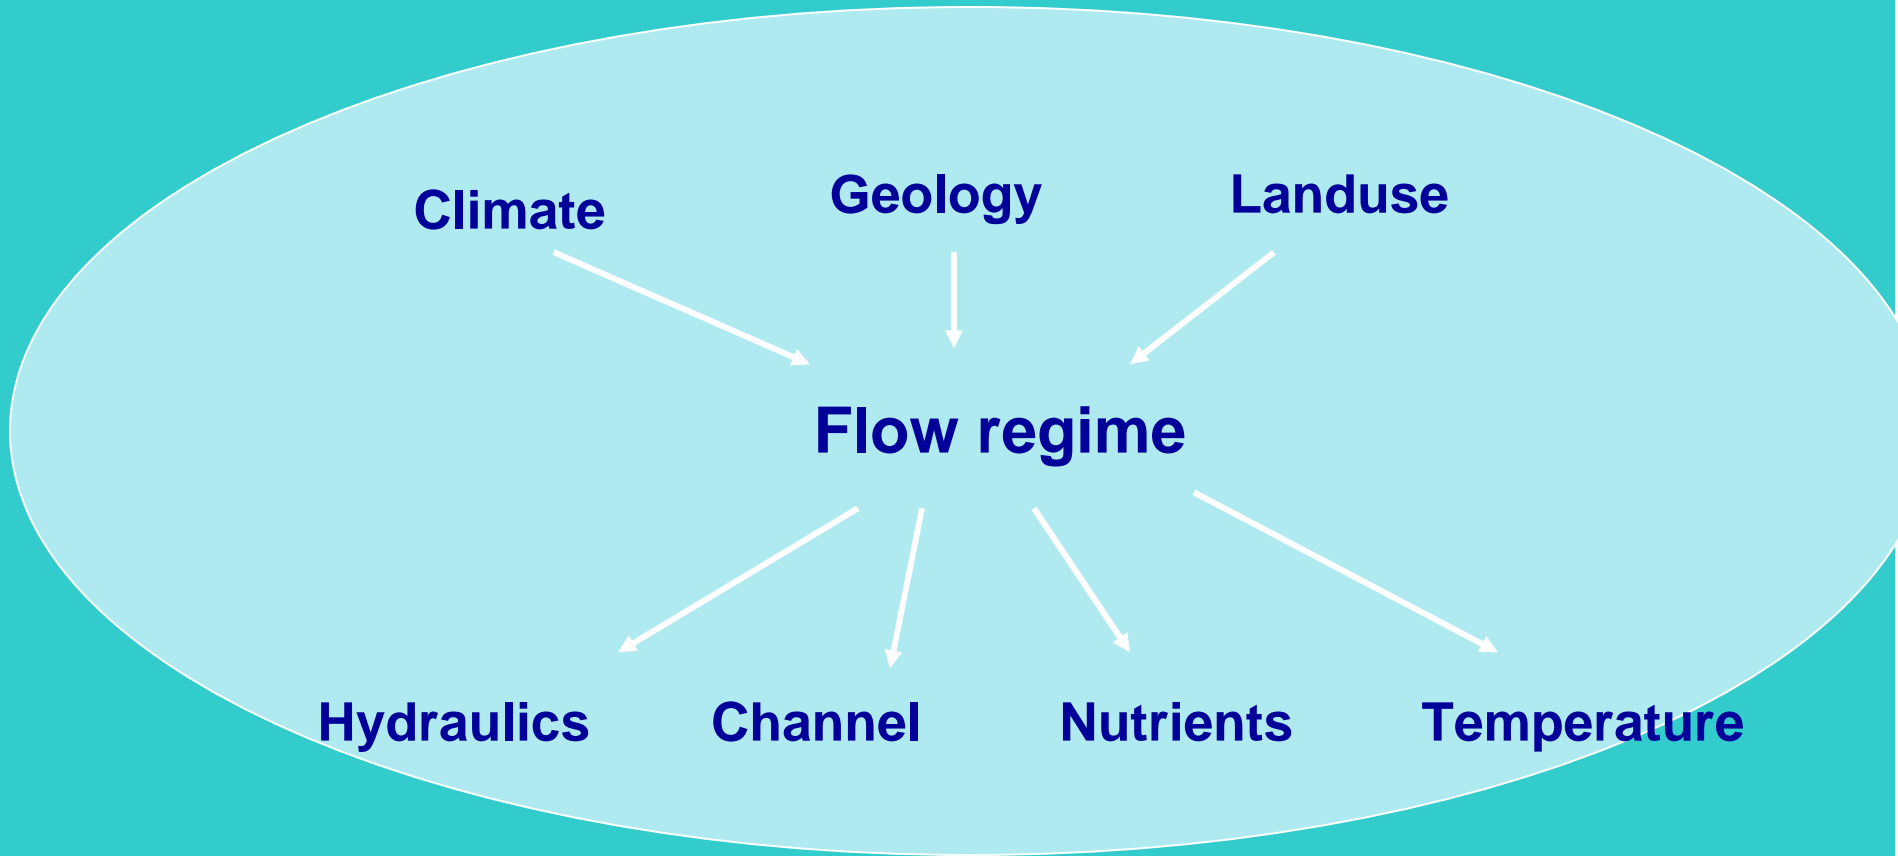 Climate
Geology
Landuse
Flow regime
Hydraulics
Channel
Nutrients
Temperature